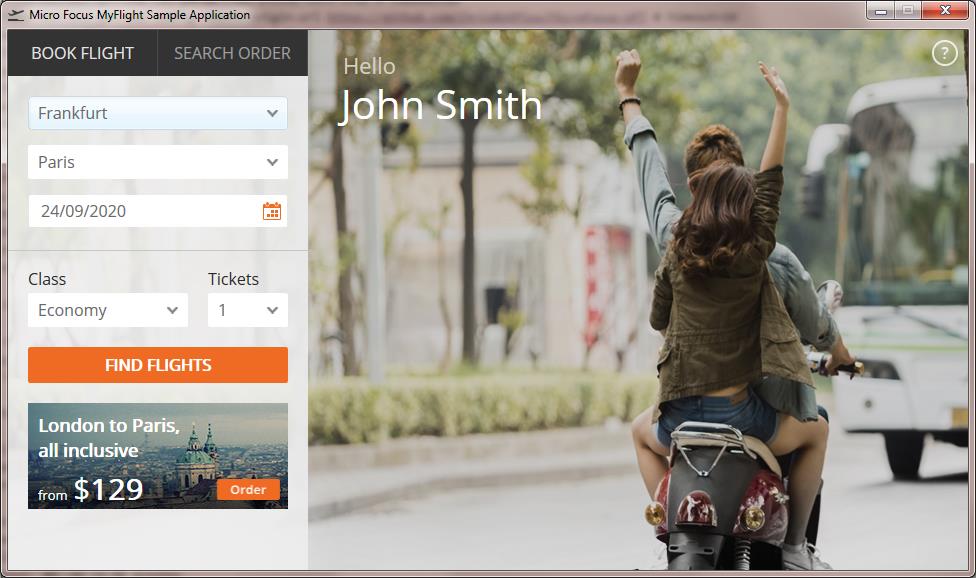 Micro Focus MyFlight Sample Application
BOOK FLIGHT
SEARCH ORDER
Hello
John Smith
?
Frankfurt
Paris
24/09/2020
Class
Tickets
Economy
1
FIND FLIGHTS
London to Paris,
all inclusive
from $129
Order